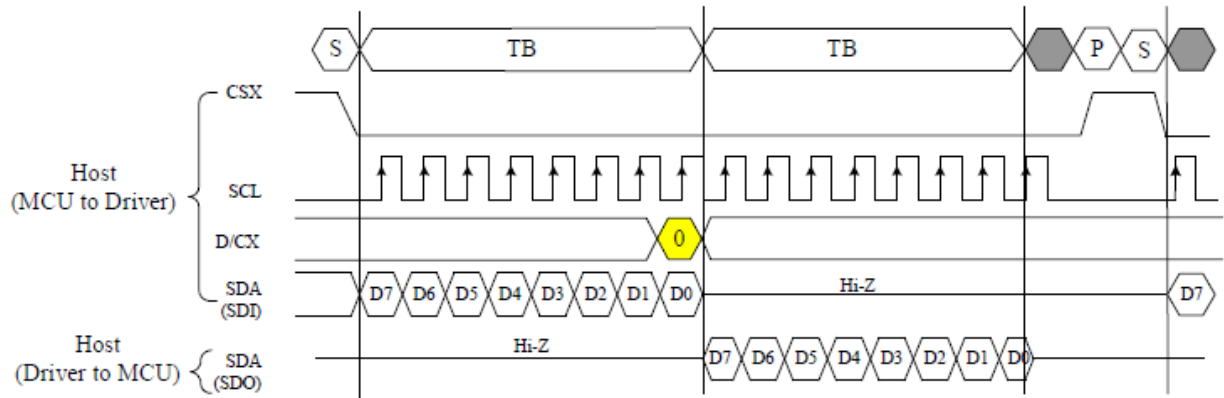 S TB TB P S
CSX
Host
(MCU to Driver)
SCL
D/CX 0
SDA
(SDI)
D7 D6 D5 D4 D3 D2 D1 D0 Hi-Z D7
Host
(Driver to MCU)
SDA
(SDO)
Hi-Z D7 D6 D5 D4 D3 D2 D1 D0